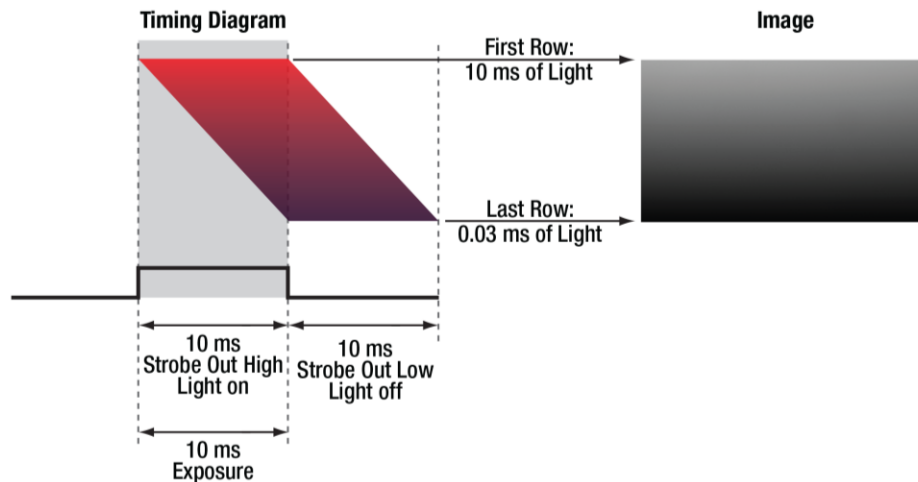 Timing Diagram
Image
First Row:
10 ms of Light
Last Row:
0.03 ms of Light
10 ms
Strobe Out High
Light on
10 ms
Strobe Out Low
Light off
10 ms
Exposure